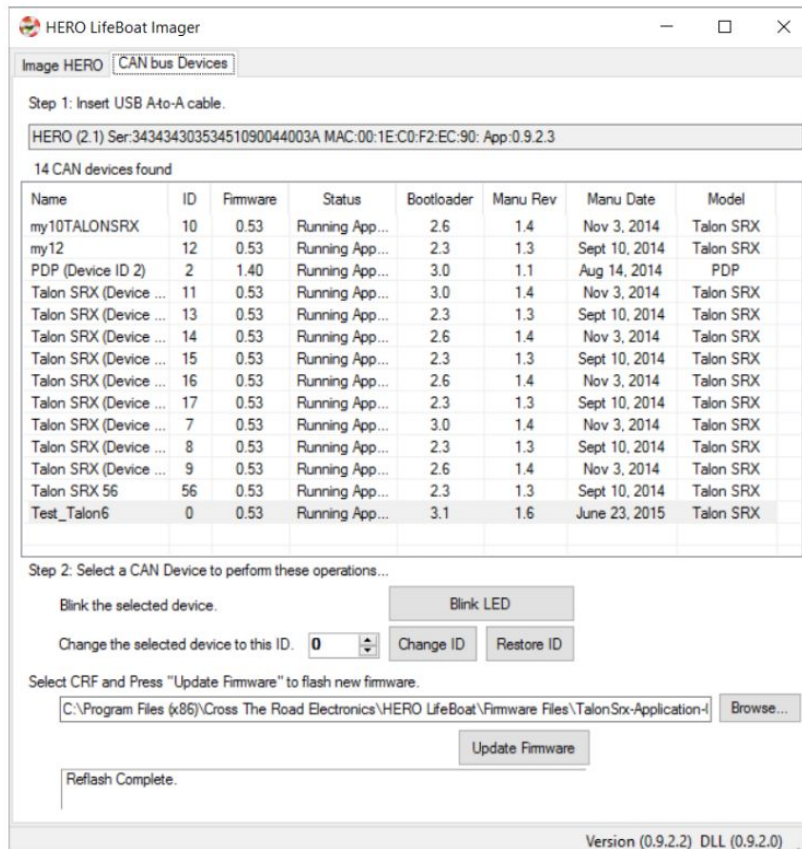 HERO LifeBoat Imager
Image HERO CAN bus Devices
Step 1: Insert USB A-to-A cable.
HERO (2.1) Ser:34343430353451090044003A MAC:00:1E:C0:F2:EC:90: App:0.9.2.3
14 CAN devices found
Name ID Firmware Status Bootloader Manu Rev Manu Date Model
my10TALONSRX 10 0.53 Running App... 2.6 1.4 Nov 3, 2014 Talon SRX
my12 12 0.53 Running App... 2.3 1.3 Sept 10, 2014 Talon SRX
PDP (Device ID 2) 2 1.40 Running App... 3.0 1.1 Aug 14, 2014 PDP
Talon SRX (Device ... 11 0.53 Running App... 3.0 1.4 Nov 3, 2014 Talon SRX
Talon SRX (Device ... 13 0.53 Running App... 2.3 1.3 Sept 10, 2014 Talon SRX
Talon SRX (Device ... 14 0.53 Running App... 2.6 1.4 Nov 3, 2014 Talon SRX
Talon SRX (Device ... 15 0.53 Running App... 2.3 1.3 Sept 10, 2014 Talon SRX
Talon SRX (Device ... 16 0.53 Running App... 2.6 1.4 Nov 3, 2014 Talon SRX
Talon SRX (Device ... 17 0.53 Running App... 2.3 1.3 Sept 10, 2014 Talon SRX
Talon SRX (Device ... 7 0.53 Running App... 3.0 1.4 Nov 3, 2014 Talon SRX
Talon SRX (Device ... 8 0.53 Running App... 2.3 1.3 Sept 10, 2014 Talon SRX
Talon SRX (Device ... 9 0.53 Running App... 2.6 1.4 Nov 3, 2014 Talon SRX
Talon SRX 56 56 0.53 Running App... 2.3 1.3 Sept 10, 2014 Talon SRX
Test_Talon6 0 0.53 Running App... 3.1 1.6 June 23, 2015 Talon SRX
Step 2: Select a CAN Device to perform these operations...
Blink the selected device. Blink LED
Change the selected device to this ID. 0 Change ID Restore ID
Select CRF and Press "Update Firmware" to flash new firmware.
C:\Program Files (x86)\Cross The Road Electronics\HERO LifeBoat\Firmware Files\TalonSrx-Application- Browse...
Update Firmware
Reflash Complete.
Version (0.9.2.2) DLL (0.9.2.0)